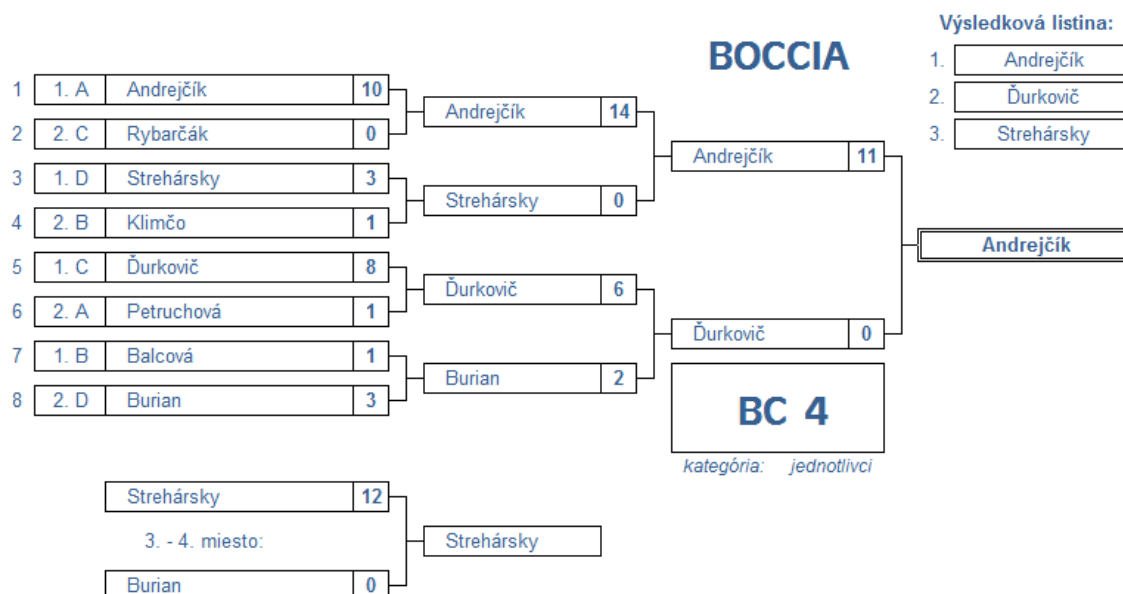 Výsledková listina:
BOCCIA
1. Andrejčík
2. Ďurkovič
3. Strehársky
1 1. A Andrejčík 10
2 2. C Rybarčák 0
3 1. D Strehársky 3
4 2. B Klimčo 1
5 1. C Ďurkovič 8
6 2. A Petruchová 1
7 1. B Balcová 1
8 2. D Burian 3
Andrejčík 14
Strehársky 0
Ďurkovič 6
Burian 2
Andrejčík 11
Ďurkovič 0
Andrejčík
BC 4
kategória: jednotlivci
Strehársky 12
3. - 4. miesto:
Burian 0
Strehársky